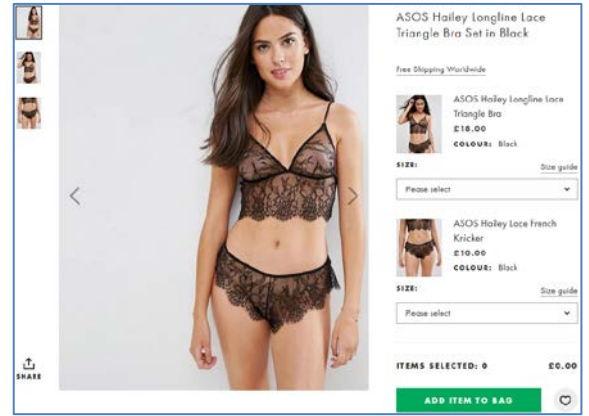 ASOS Hailey Longline Lace
Triangle Bra Set in Black
Free Shipping Worldwide
ASOS Hailey Longline Lace
Triangle Bra
£18.00
COLOUR: Black
SIZE:
Size guide
Please select
ASOS Hailey Lace French
Knicker
£10.00
COLOUR: Black
SIZE:
Size guide
Please select
SHARE
ITEMS SELECTED: 0
£0.00
ADD ITEM TO BAG